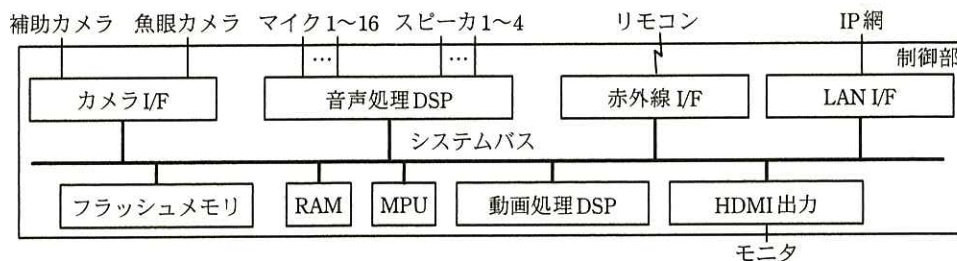 補助カメラ 魚眼カメラ マイク1～16 スピーカ1～4 リモコン IP網
… …
制御部
カメラI/F 音声処理DSP 赤外線I/F LAN I/F
システムバス
フラッシュメモリ RAM MPU 動画処理DSP HDMI出力
モニタ